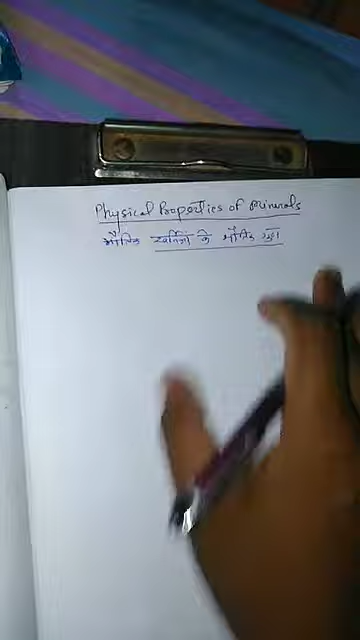 Physical Properties of Minerals
भौतिक खनिजों के भौतिक गुण